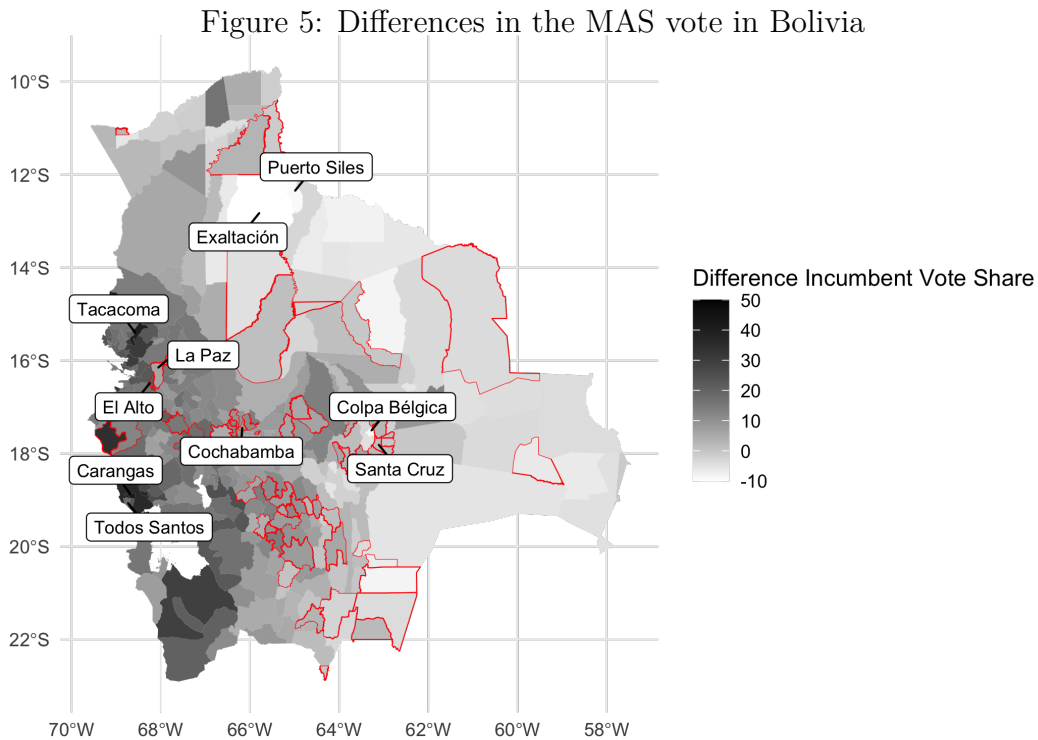 Figure 5: Differences in the MAS vote in Bolivia
10°S
12°S
14°S
16°S
18°S
20°S
22°S
Puerto Siles
Exaltación
Tacacoma
La Paz
El Alto
Colpa Bélgica
Cochabamba
Carangas
Santa Cruz
Todos Santos
70°W
68°W
66°W
64°W
62°W
60°W
58°W
Difference Incumbent Vote Share
50
40
30
20
10
0
-10